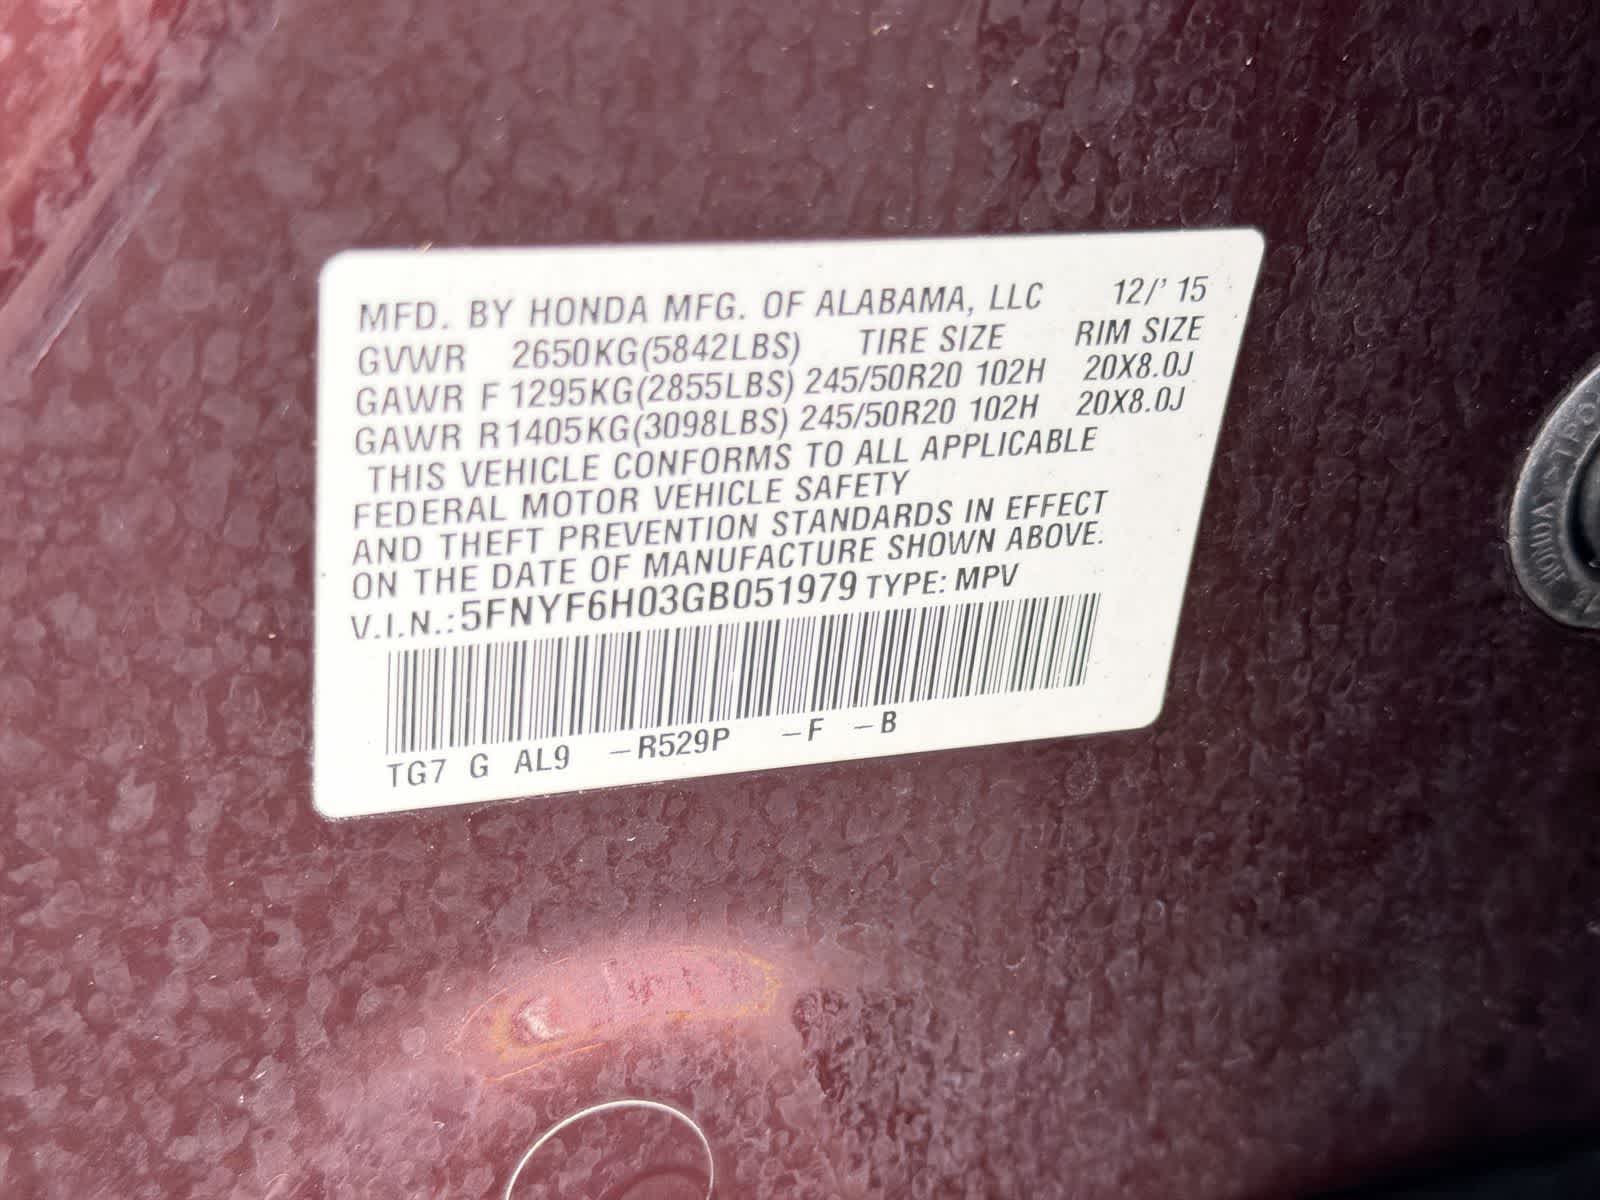 MFD. BY HONDA MFG. OF ALABAMA, LLC 12/' 15
GVWR 2650KG(5842LBS) TIRE SIZE RIM SIZE
GAWR F 1295KG(2855LBS) 245/50R20 102H 20X8.0J
GAWR R 1405KG(3098LBS) 245/50R20 102H 20X8.0J
THIS VEHICLE CONFORMS TO ALL APPLICABLE
FEDERAL MOTOR VEHICLE SAFETY
AND THEFT PREVENTION STANDARDS IN EFFECT
ON THE DATE OF MANUFACTURE SHOWN ABOVE.
V.I.N.: 5FNYF6H03GB051979 TYPE: MPV
TG7 G AL9 -R529P -F -B
HONDA